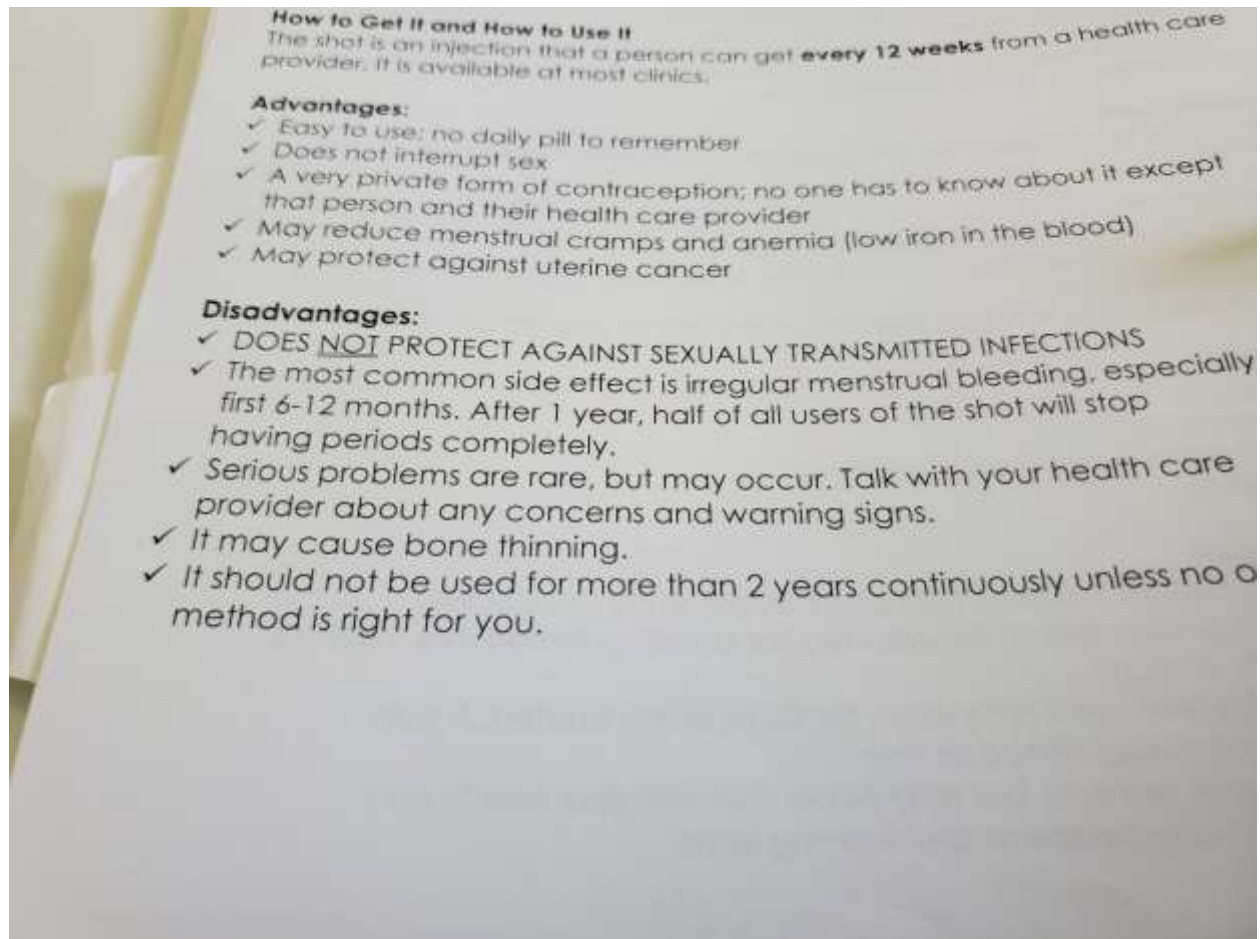 How to Get It and How to Use It
The shot is an injection that a person can get every 12 weeks from a health care
provider. It is available at most clinics.
Advantages:
✓ Easy to use; no daily pill to remember
✓ Does not interrupt sex
✓ A very private form of contraception; no one has to know about it except
that person and their health care provider
✓ May reduce menstrual cramps and anemia (low iron in the blood)
✓ May protect against uterine cancer
Disadvantages:
✓ DOES NOT PROTECT AGAINST SEXUALLY TRANSMITTED INFECTIONS
✓ The most common side effect is irregular menstrual bleeding, especially
first 6-12 months. After 1 year, half of all users of the shot will stop
having periods completely.
✓ Serious problems are rare, but may occur. Talk with your health care
provider about any concerns and warning signs.
✓ It may cause bone thinning.
✓ It should not be used for more than 2 years continuously unless no
method is right for you.